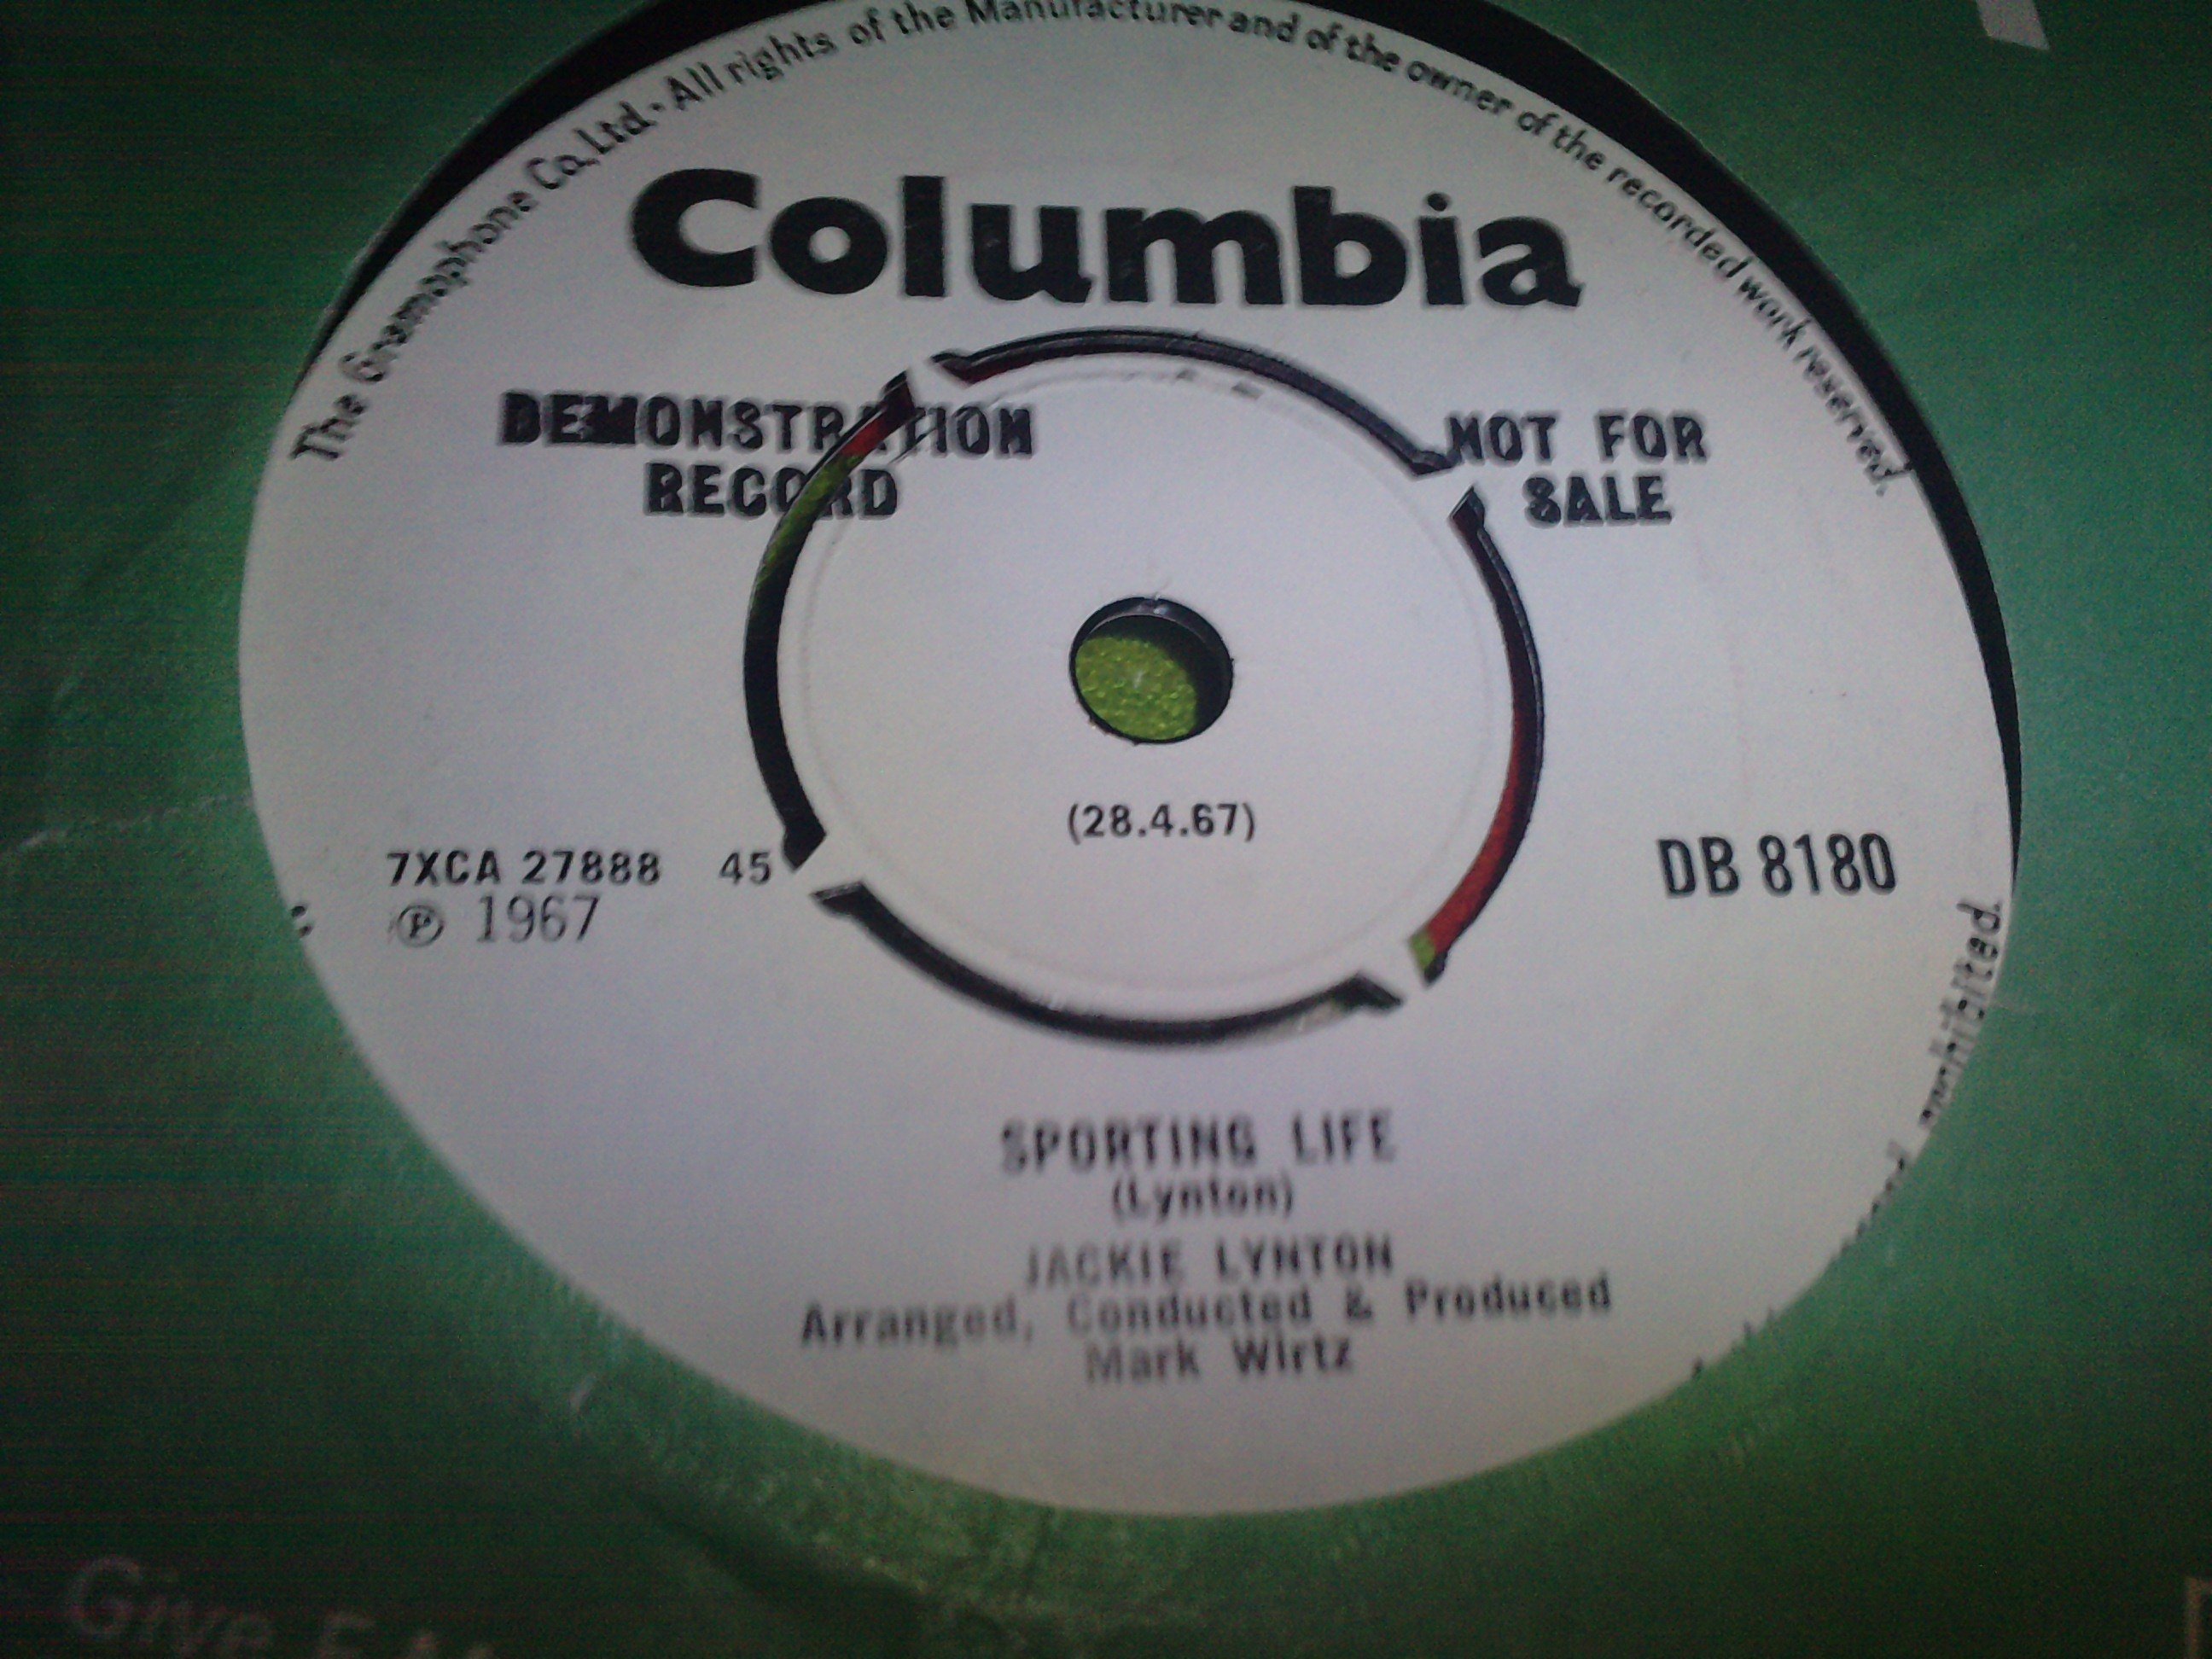 The Gramophone Co. Ltd. · All rights of the Manufacturer and of the owner of the recorded work reserved.
Columbia
DEMONSTRATION RECORD
NOT FOR SALE
(28.4.67)
7XCA 27888 45
℗ 1967
DB 8180
prohibited.
SPORTING LIFE
(Lynton)
JACKIE LYNTON
Arranged, Conducted & Produced
Mark Wirtz
Give